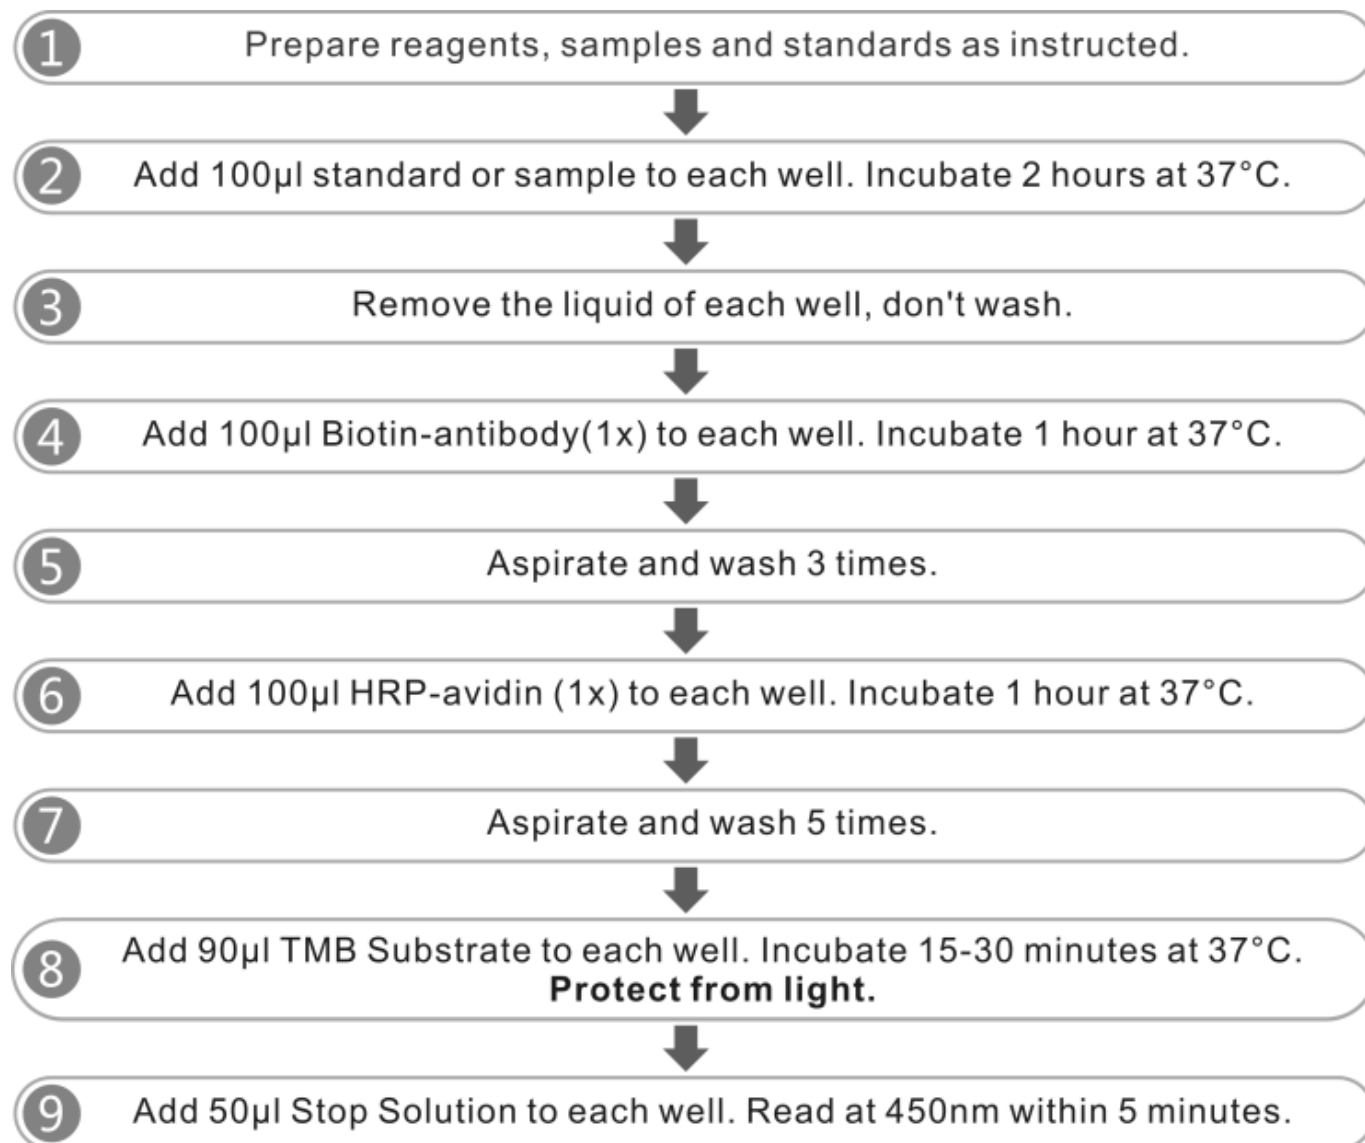 1 Prepare reagents, samples and standards as instructed.
2 Add 100µl standard or sample to each well. Incubate 2 hours at 37°C.
3 Remove the liquid of each well, don't wash.
4 Add 100µl Biotin-antibody(1x) to each well. Incubate 1 hour at 37°C.
5 Aspirate and wash 3 times.
6 Add 100µl HRP-avidin (1x) to each well. Incubate 1 hour at 37°C.
7 Aspirate and wash 5 times.
8 Add 90µl TMB Substrate to each well. Incubate 15-30 minutes at 37°C.
Protect from light.
9 Add 50µl Stop Solution to each well. Read at 450nm within 5 minutes.